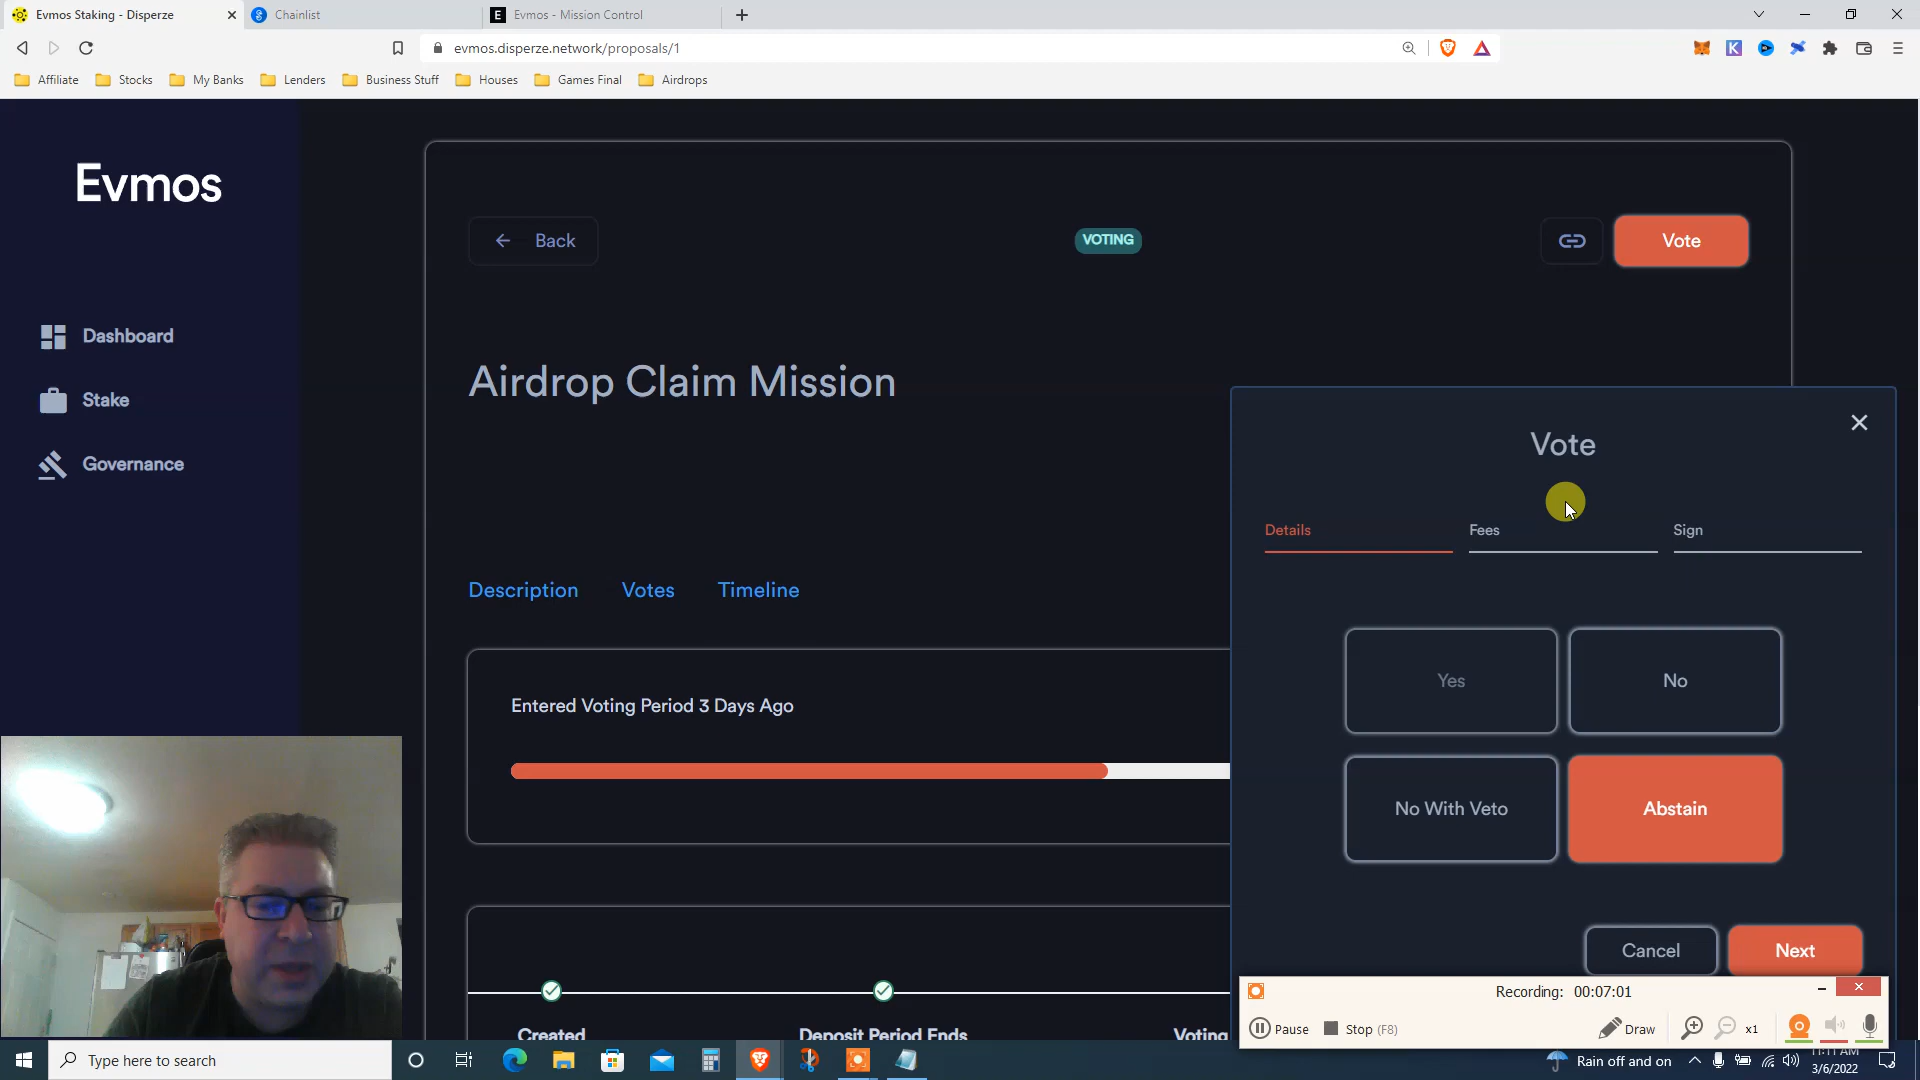 Evmos Staking - Disperze
Chainlist
E
Evmos - Mission Control
evmos.disperze.network/proposals/1
K
Affiliate
Stocks
My Banks
Lenders
Business Stuff
Houses
Games Final
Airdrops
Evmos
Dashboard
Stake
Governance
Back
VOTING
Vote
Airdrop Claim Mission
Description
Votes
Timeline
Entered Voting Period 3 Days Ago
Created
Deposit Period Ends
Voting
Vote
Details
Fees
Sign
Yes
No
No With Veto
Abstain
Cancel
Next
Recording: 00:07:01
Pause
Stop (F8)
Draw
x1
Type here to search
Rain off and on
11:11 AM
3/6/2022